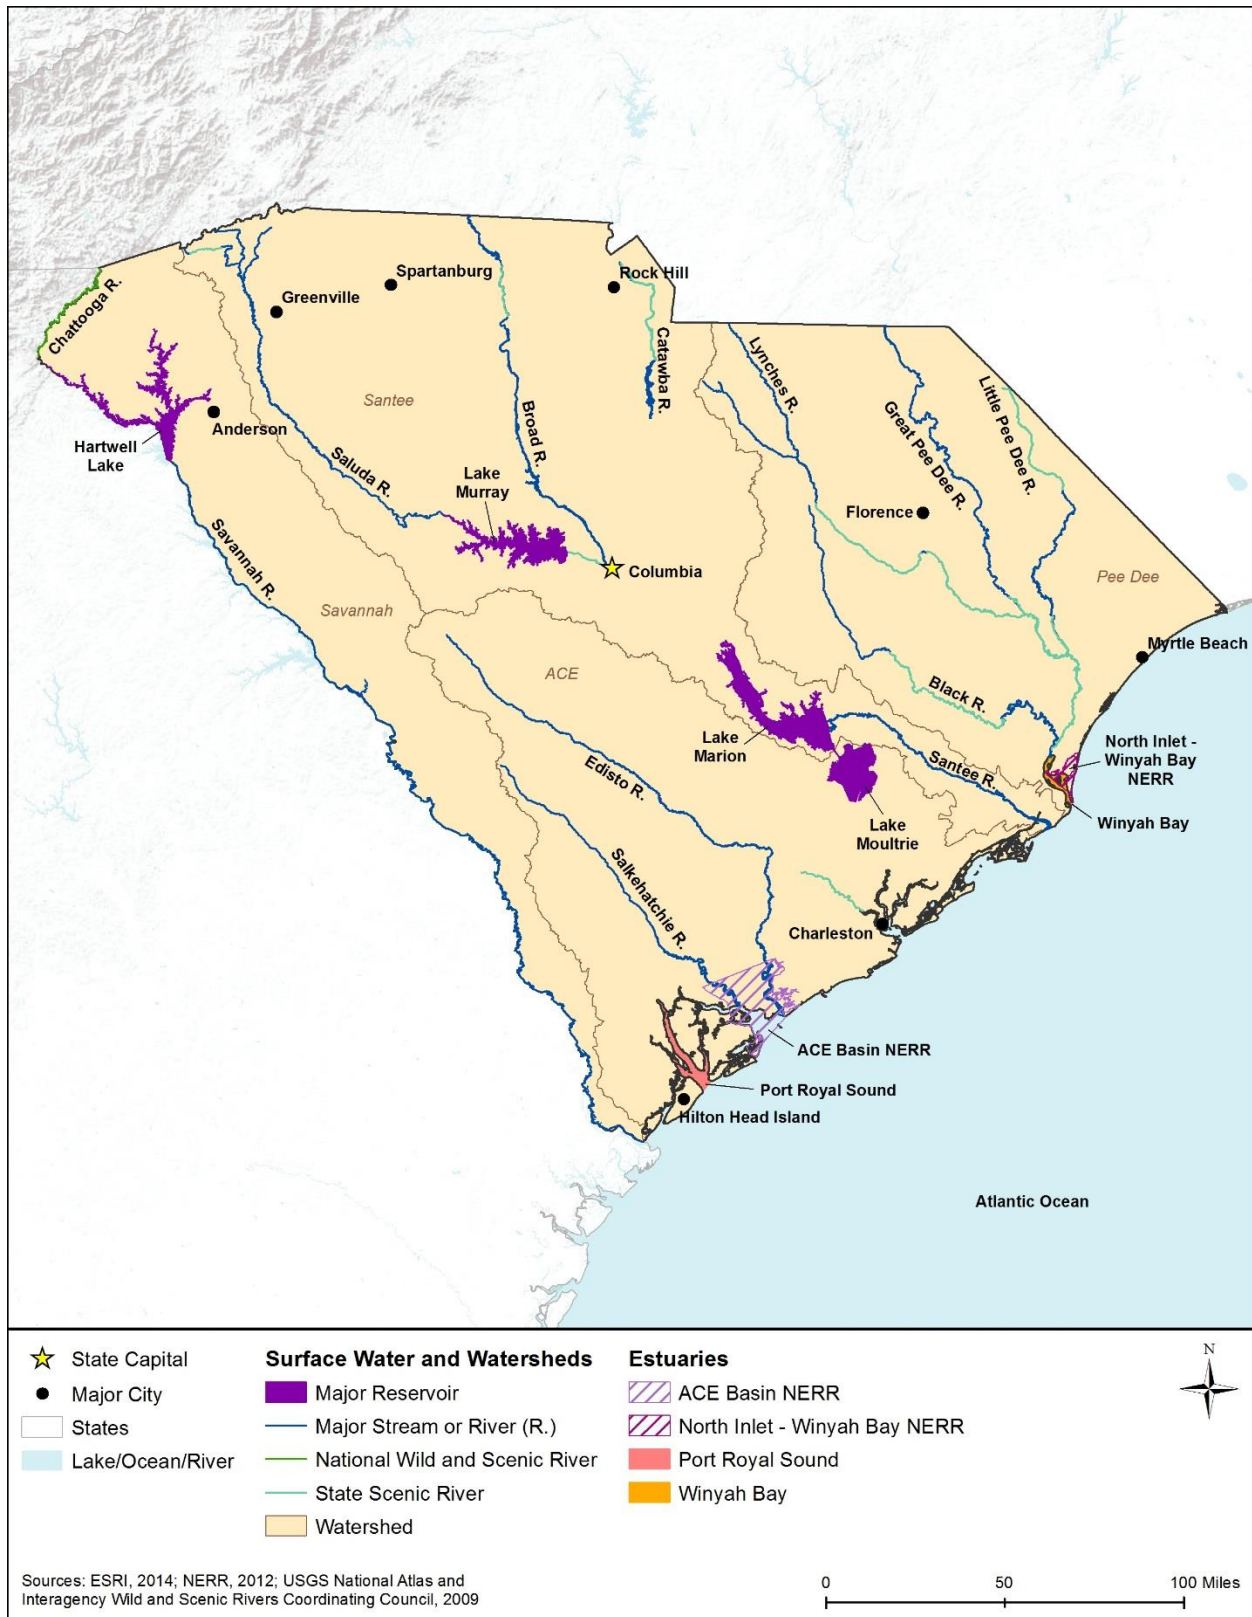 Spartanburg
Rock Hill
Greenville
Chattooga R.
Catawba R.
Lynches R.
Little Pee Dee R.
Great Pee Dee R.
Santee
Broad R.
Anderson
Hartwell
Lake
Saluda R.
Lake
Murray
Florence
Savannah R.
Columbia
Pee Dee
Savannah
Myrtle Beach
ACE
Black R.
Lake
Marion
Santee R.
North Inlet -
Winyah Bay
NERR
Edisto R.
Winyah Bay
Lake
Moultrie
Salkehatchie R.
Charleston
ACE Basin NERR
Port Royal Sound
Hilton Head Island
Atlantic Ocean
State Capital
Major City
States
Lake/Ocean/River
Surface Water and Watersheds
Major Reservoir
Major Stream or River (R.)
National Wild and Scenic River
State Scenic River
Watershed
Estuaries
ACE Basin NERR
North Inlet - Winyah Bay NERR
Port Royal Sound
Winyah Bay
N
Sources: ESRI, 2014; NERR, 2012; USGS National Atlas and
Interagency Wild and Scenic Rivers Coordinating Council, 2009
0 50 100 Miles